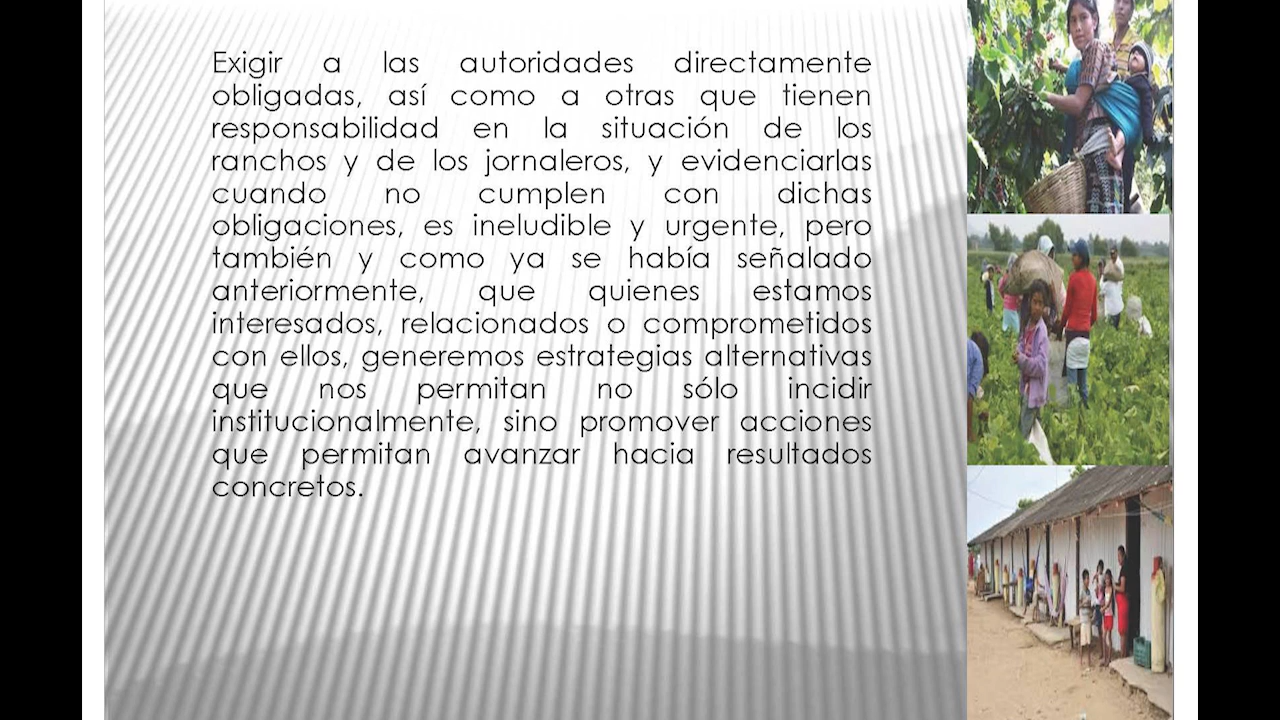 Exigir a las autoridades directamente
obligadas, así como a otras que tienen
responsabilidad en la situación de los
ranchos y de los jornaleros, y evidenciarlas
cuando no cumplen con dichas
obligaciones, es ineludible y urgente, pero
también y como ya se había señalado
anteriormente, que quienes estamos
interesados, relacionados o comprometidos
con ellos, generemos estrategias alternativas
que nos permitan no sólo incidir
institucionalmente, sino promover acciones
que permitan avanzar hacia resultados
concretos.